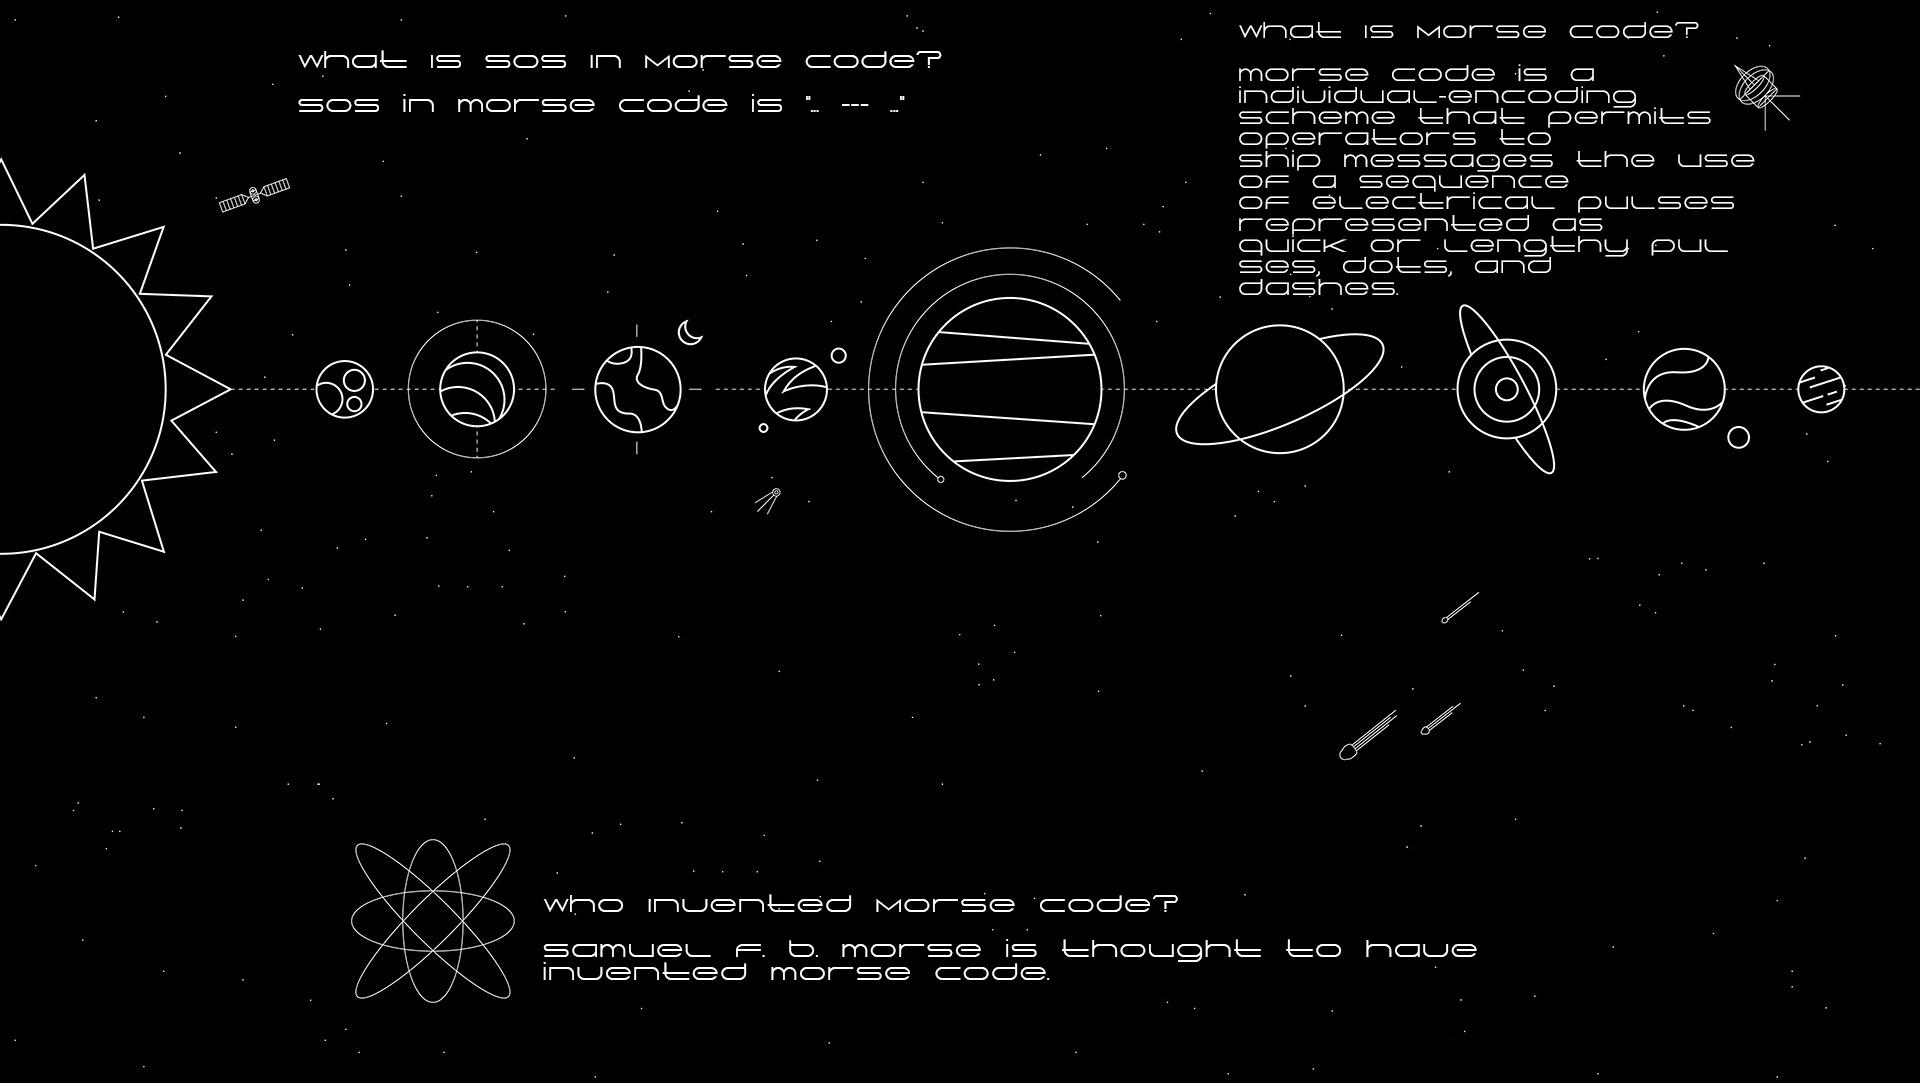 what is sos in Morse code?
sos in morse code is "... --- ..."
what is Morse code?
morse code is a
individual-encoding
scheme that permits
operators to
ship messages the use
of a sequence
of electrical pulses
represented as
quick or lengthy pul
ses, dots, and
dashes.
who invented Morse code?
samuel f. b. morse is thought to have
invented morse code.